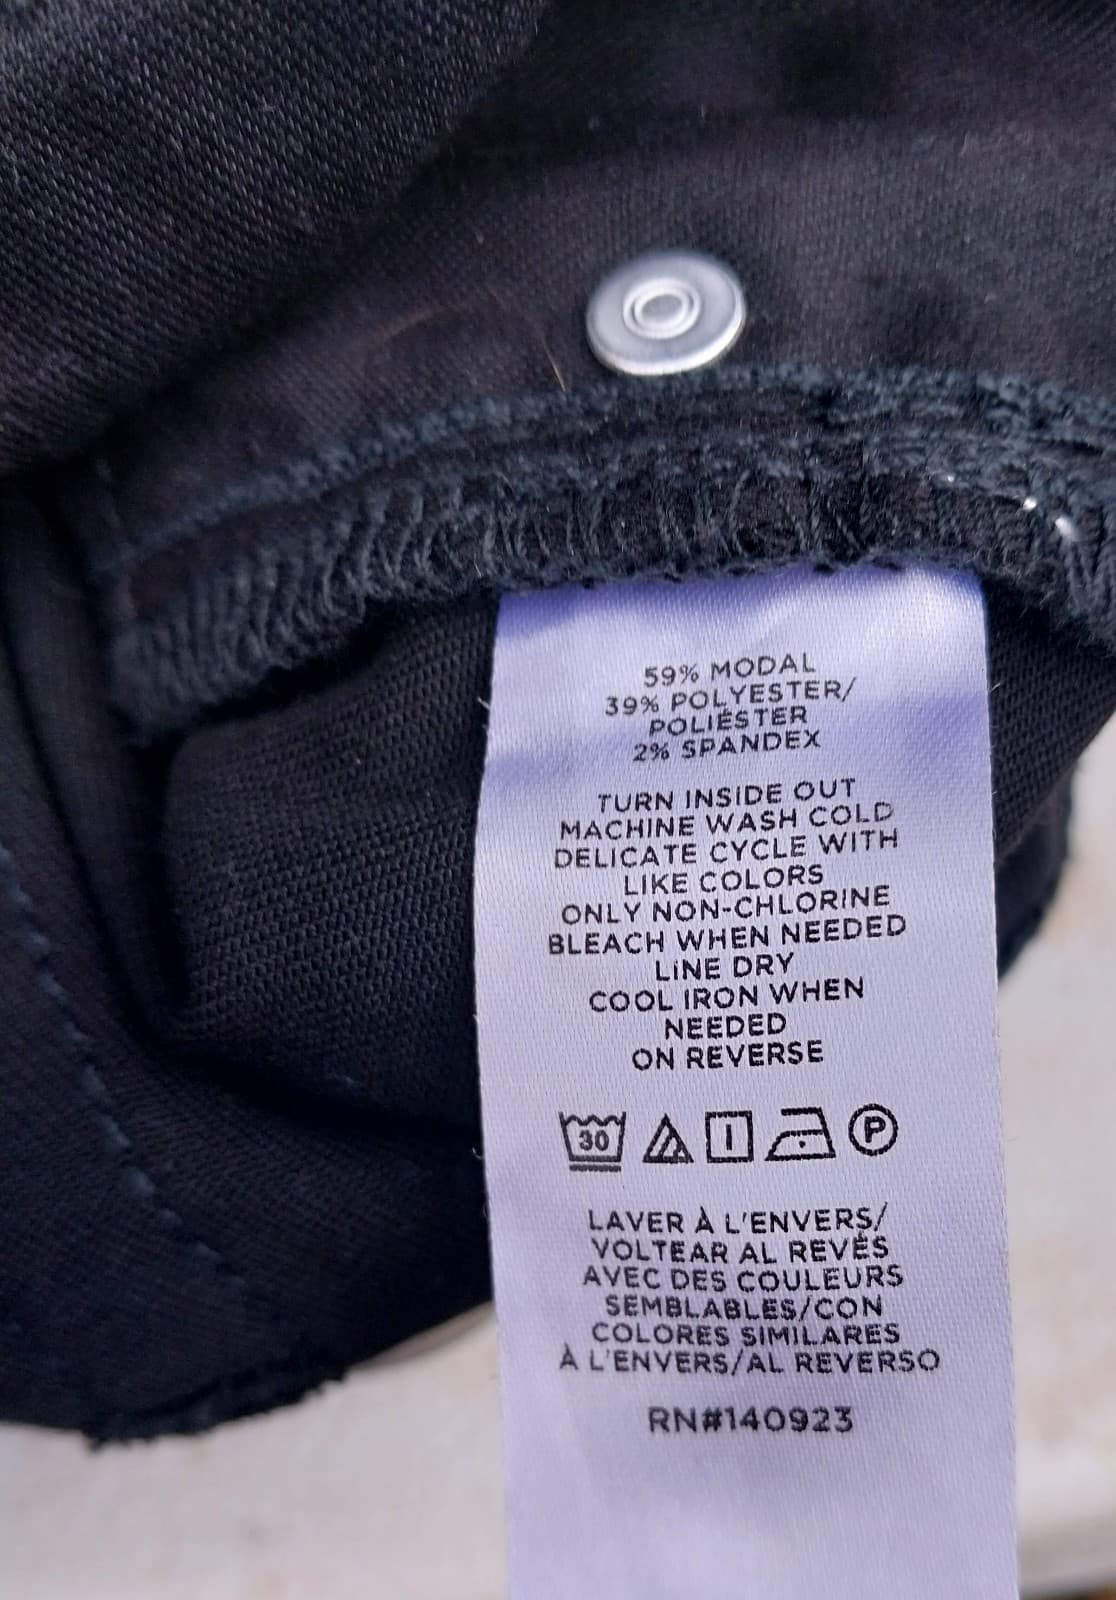 59% MODAL
39% POLYESTER/
POLIÉSTER
2% SPANDEX
TURN INSIDE OUT
MACHINE WASH COLD
DELICATE CYCLE WITH
LIKE COLORS
ONLY NON-CHLORINE
BLEACH WHEN NEEDED
LINE DRY
COOL IRON WHEN
NEEDED
ON REVERSE
30 P
LAVER À L'ENVERS/
VOLTEAR AL REVÉS
AVEC DES COULEURS
SEMBLABLES/CON
COLORES SIMILARES
À L'ENVERS/AL REVERSO
RN#140923